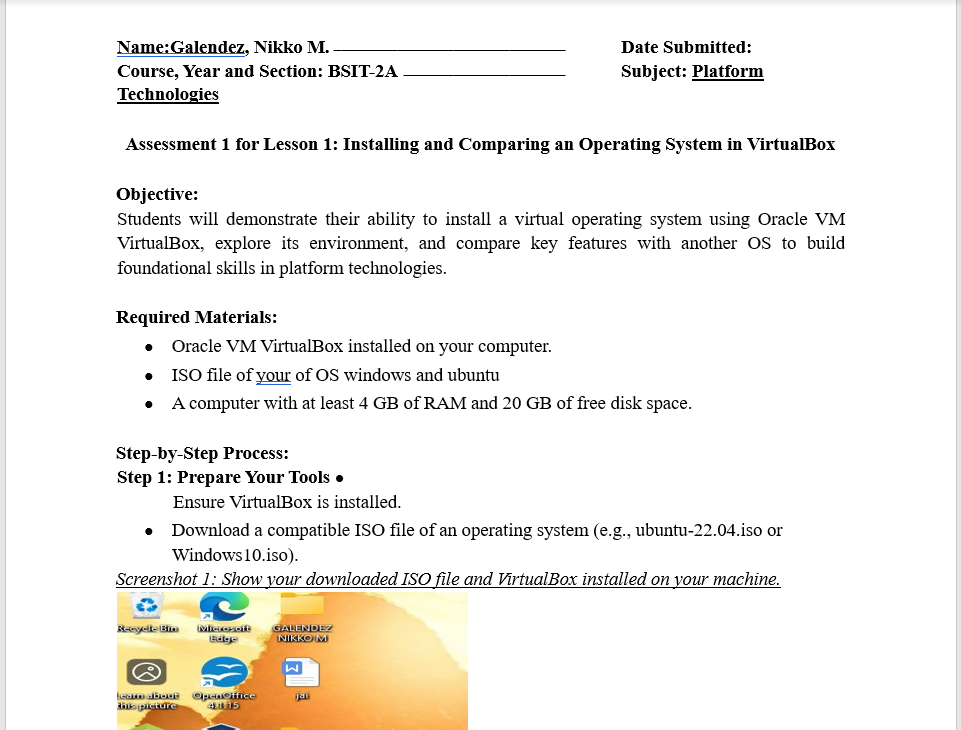 Name:Galendez, Nikko M. Date Submitted:
Course, Year and Section: BSIT-2A Subject: Platform
Technologies
Assessment 1 for Lesson 1: Installing and Comparing an Operating System in VirtualBox
Objective:
Students will demonstrate their ability to install a virtual operating system using Oracle VM
VirtualBox, explore its environment, and compare key features with another OS to build
foundational skills in platform technologies.
Required Materials:
● Oracle VM VirtualBox installed on your computer.
● ISO file of your of OS windows and ubuntu
● A computer with at least 4 GB of RAM and 20 GB of free disk space.
Step-by-Step Process:
Step 1: Prepare Your Tools ●
Ensure VirtualBox is installed.
● Download a compatible ISO file of an operating system (e.g., ubuntu-22.04.iso or
Windows10.iso).
Screenshot 1: Show your downloaded ISO file and VirtualBox installed on your machine.
Recycle Bin Microsoft GALENDEZ
Edge NIKKO M
Learn about OpenOffice jai
this picture 4.1.15